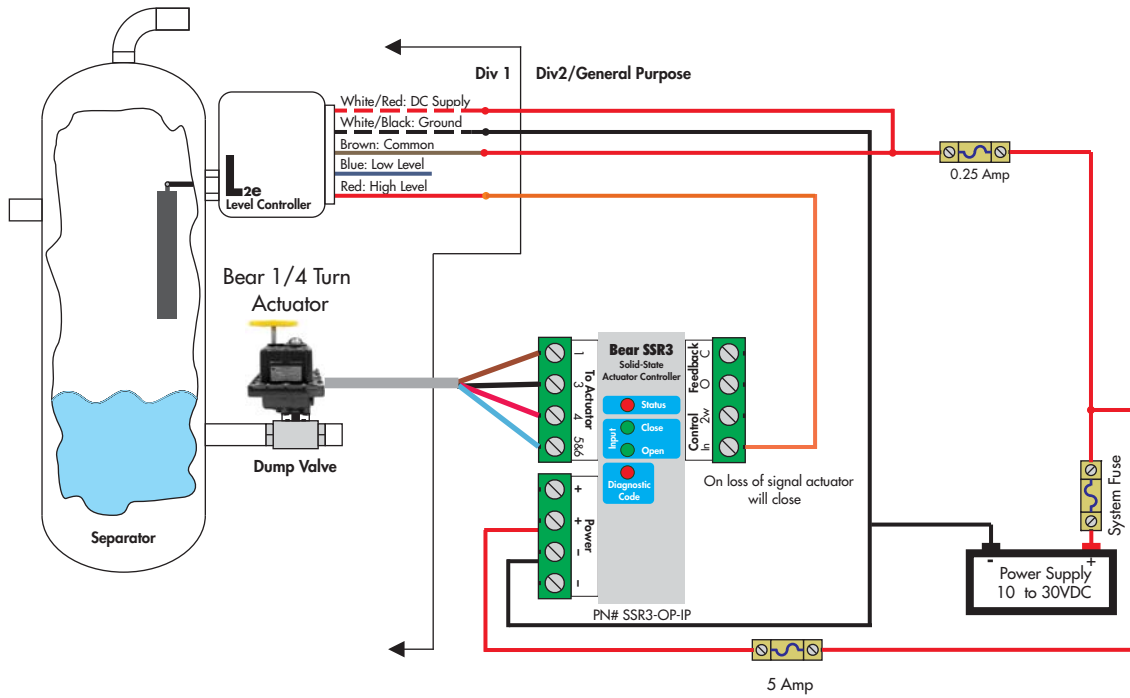 Div 1
Div2/General Purpose
White/Red: DC Supply
White/Black: Ground
Brown: Common
Blue: Low Level
Red: High Level
L2e
Level Controller
0.25 Amp
Bear 1/4 Turn
Actuator
Dump Valve
Separator
To Actuator
1
3
4
5&6
Power
+
+
-
-
Bear SSR3
Solid-State
Actuator Controller
Status
Input
Close
Open
Diagnostic
Code
Feedback
Control
C
O
2w
In
On loss of signal actuator
will close
PN# SSR3-OP-IP
System Fuse
-
+
Power Supply
10 to 30VDC
5 Amp